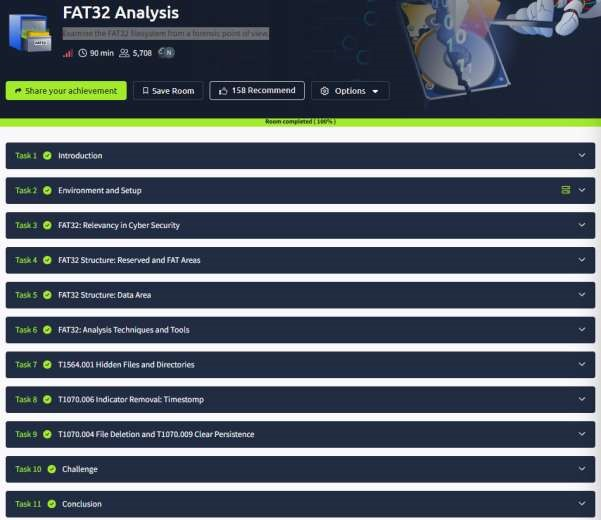 FAT32 Analysis
Examine the FAT32 filesystem from a forensic point of view.
90 min 5,708 N
Share your achievement Save Room 158 Recommend Options
Room completed ( 100% )
Task 1 Introduction
Task 2 Environment and Setup
Task 3 FAT32: Relevancy in Cyber Security
Task 4 FAT32 Structure: Reserved and FAT Areas
Task 5 FAT32 Structure: Data Area
Task 6 FAT32: Analysis Techniques and Tools
Task 7 T1564.001 Hidden Files and Directories
Task 8 T1070.006 Indicator Removal: Timestomp
Task 9 T1070.004 File Deletion and T1070.009 Clear Persistence
Task 10 Challenge
Task 11 Conclusion